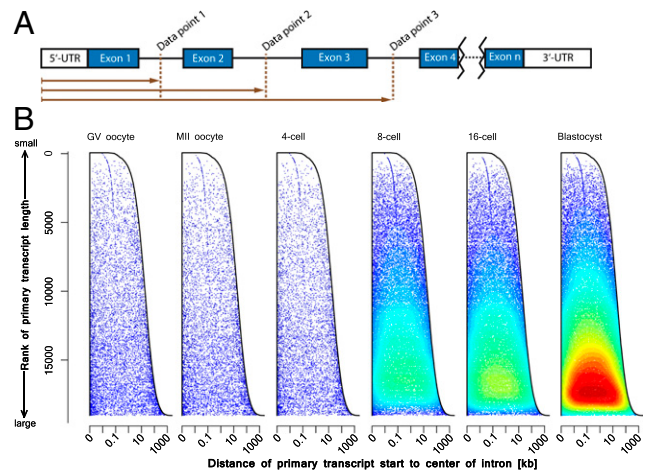 A
Data point 1
Data point 2
Data point 3
5'-UTR Exon 1 Exon 2 Exon 3 Exon 4 Exon n 3'-UTR
B
GV oocyte MII oocyte 4-cell 8-cell 16-cell Blastocyst
small
0
5000
10000
15000
large
Rank of primary transcript length
0 0.1 10 1000 0 0.1 10 1000 0 0.1 10 1000 0 0.1 10 1000 0 0.1 10 1000 0 0.1 10 1000
Distance of primary transcript start to center of intron [kb]